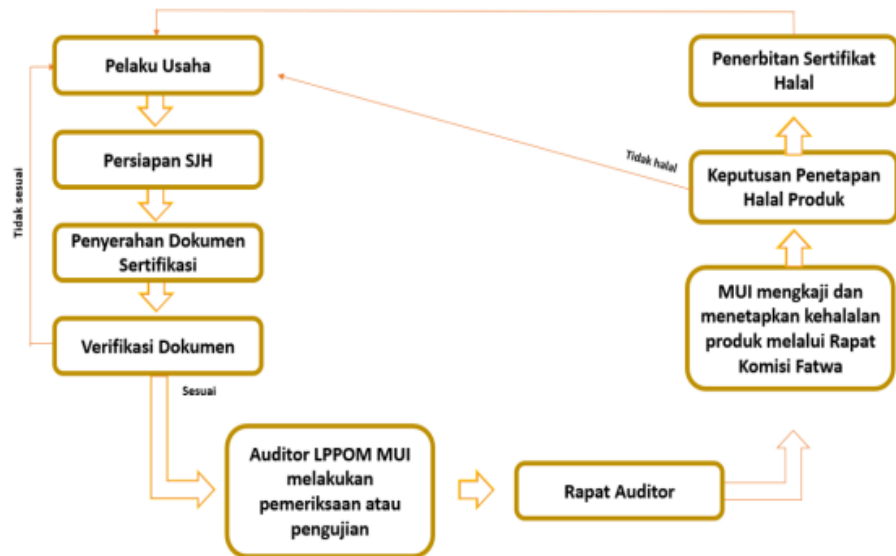 Pelaku Usaha
Persiapan SJH
Penyerahan Dokumen
Sertifikasi
Verifikasi Dokumen
Tidak sesuai
Sesuai
Auditor LPPOM MUI
melakukan
pemeriksaan atau
pengujian
Rapat Auditor
MUI mengkaji dan
menetapkan kehalalan
produk melalui Rapat
Komisi Fatwa
Keputusan Penetapan
Halal Produk
Tidak halal
Penerbitan Sertifikat
Halal